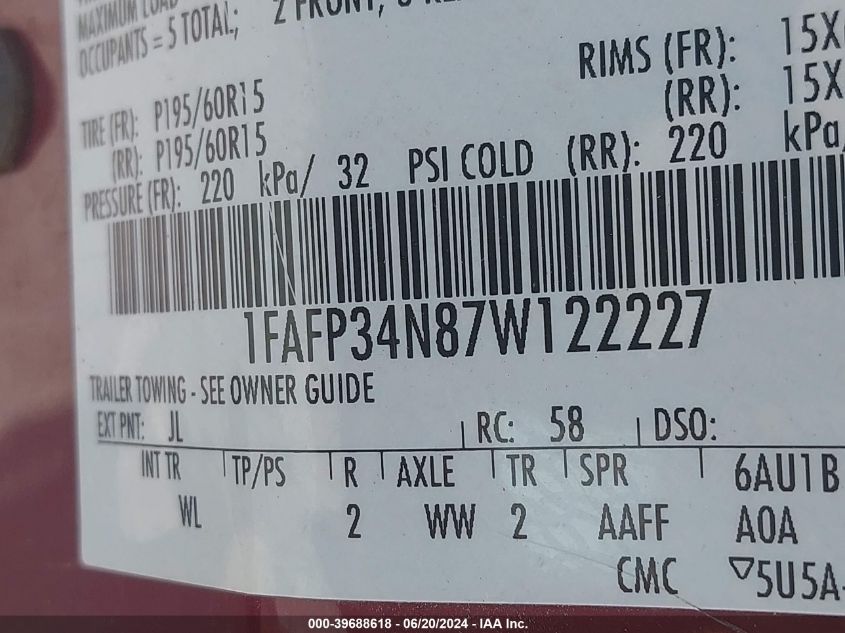 MAXIMUM LOAD
OCCUPANTS = 5 TOTAL; 2 FRONT,
RIMS (FR): 15X
TIRE (FR): P195/60R15 (RR): 15X
(RR): P195/60R15
PRESSURE (FR): 220 kPa/ 32 PSI COLD (RR): 220 kPa/
1FAFP34N87W122227
TRAILER TOWING - SEE OWNER GUIDE
EXT PNT: JL RC: 58 DSO:
INT TR TP/PS R AXLE TR SPR 6AU1B
WL 2 WW 2 AAFF A0A
CMC ▽5U5A-
000-39688618 - 06/20/2024 - IAA Inc.